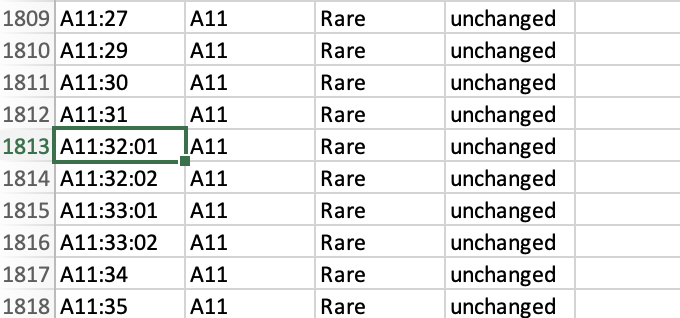 1809 A11:27 A11 Rare unchanged
1810 A11:29 A11 Rare unchanged
1811 A11:30 A11 Rare unchanged
1812 A11:31 A11 Rare unchanged
1813 A11:32:01 A11 Rare unchanged
1814 A11:32:02 A11 Rare unchanged
1815 A11:33:01 A11 Rare unchanged
1816 A11:33:02 A11 Rare unchanged
1817 A11:34 A11 Rare unchanged
1818 A11:35 A11 Rare unchanged